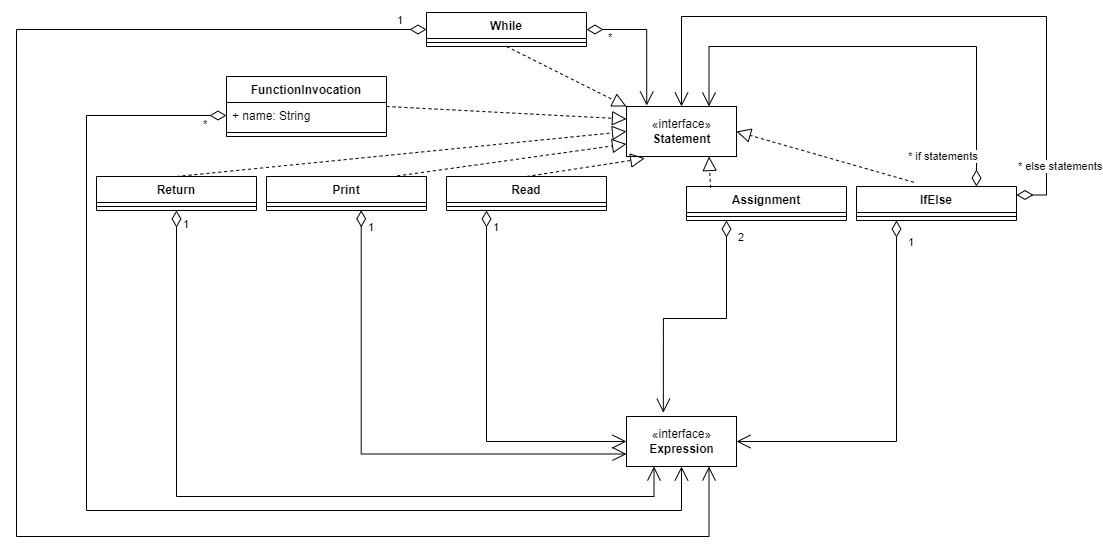 1
While
*
FunctionInvocation
+ name: String
*
«interface»
Statement
* if statements
* else statements
Return
Print
Read
Assignment
IfElse
1
1
1
2
1
«interface»
Expression